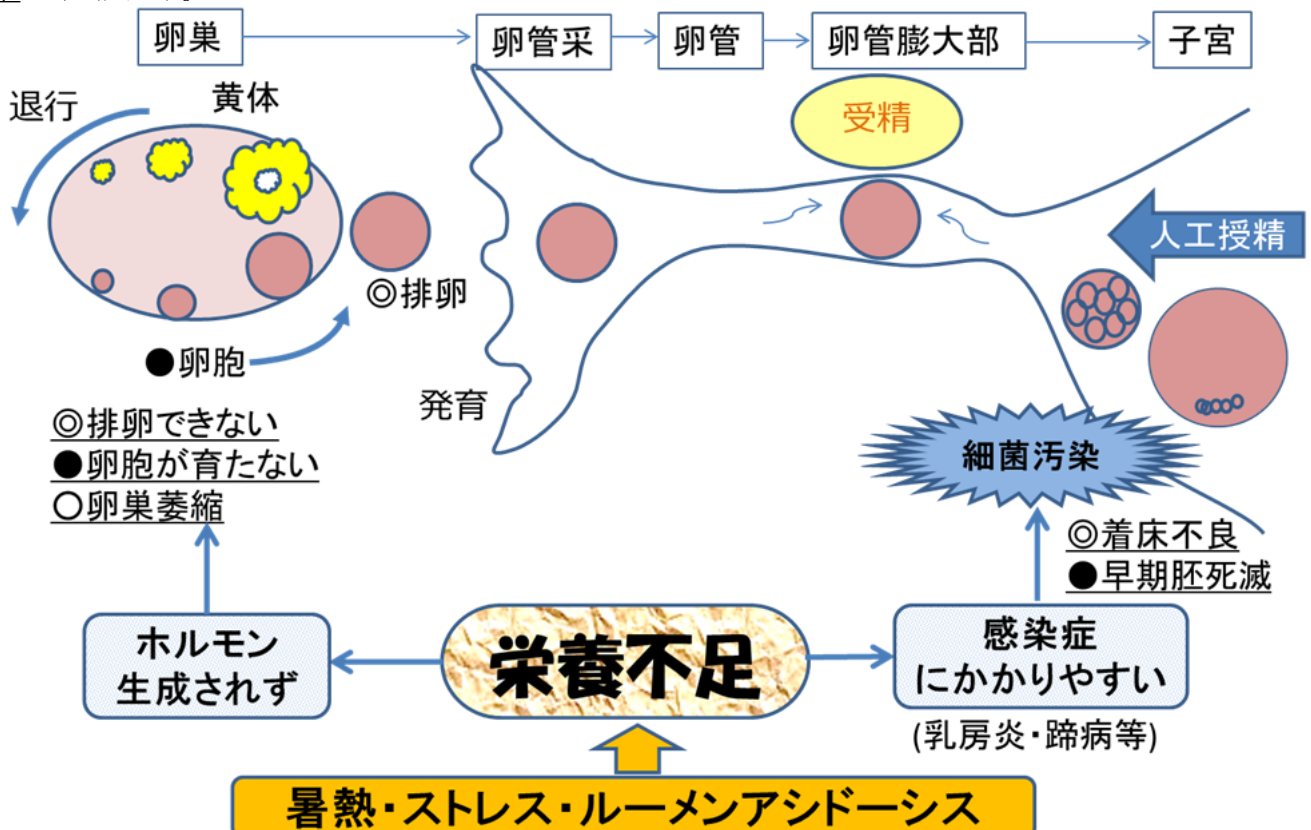 卵巣
卵管采
卵管
卵管膨大部
子宮
退行
黄体
受精
人工授精
◎排卵
●卵胞
発育
◎排卵できない
●卵胞が育たない
○卵巣萎縮
細菌汚染
◎着床不良
●早期胚死滅
ホルモン
生成されず
栄養不足
感染症
にかかりやすい
(乳房炎・蹄病等)
暑熱・ストレス・ルーメンアシドーシス